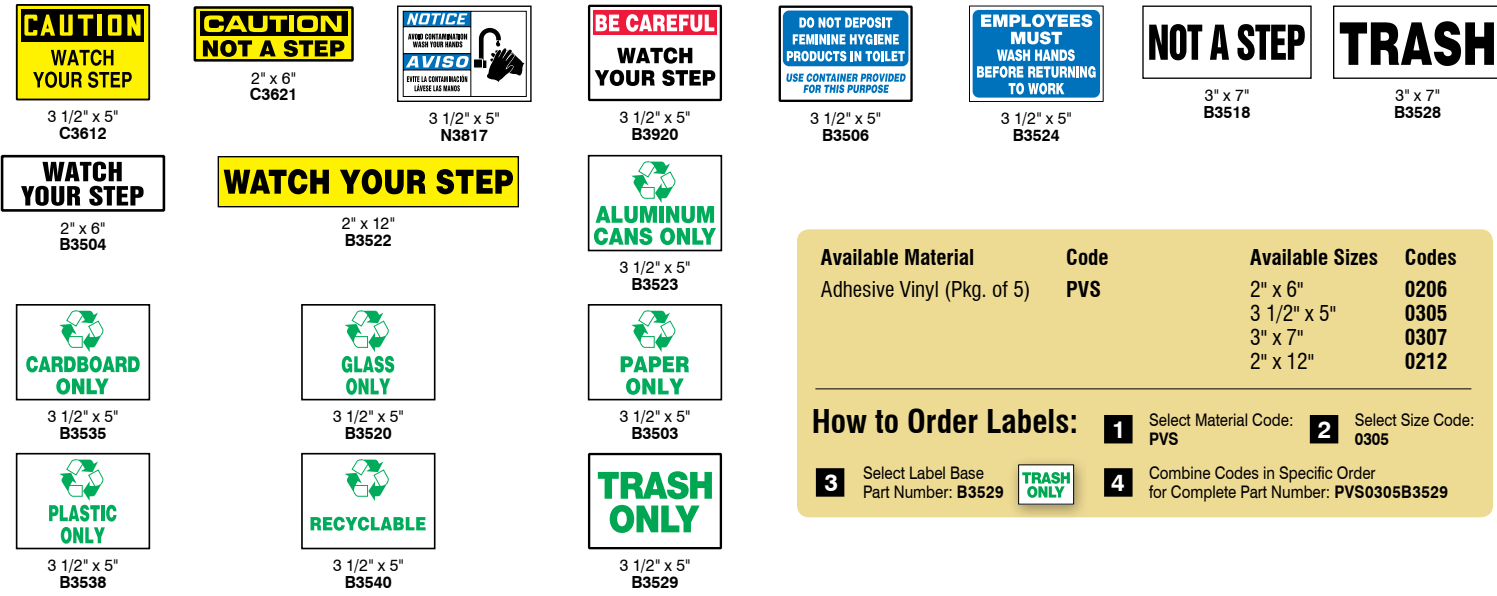 CAUTION
WATCH
YOUR STEP
3 1/2" x 5"
C3612
CAUTION
NOT A STEP
2" x 6"
C3621
NOTICE
AVOID CONTAMINATION
WASH YOUR HANDS
AVISO
EVITE LA CONTAMINACIÓN
LÁVESE LAS MANOS
3 1/2" x 5"
N3817
BE CAREFUL
WATCH
YOUR STEP
3 1/2" x 5"
B3920
DO NOT DEPOSIT
FEMININE HYGIENE
PRODUCTS IN TOILET
USE CONTAINER PROVIDED
FOR THIS PURPOSE
3 1/2" x 5"
B3506
EMPLOYEES
MUST
WASH HANDS
BEFORE RETURNING
TO WORK
3 1/2" x 5"
B3524
NOT A STEP
3" x 7"
B3518
TRASH
3" x 7"
B3528
WATCH
YOUR STEP
2" x 6"
B3504
WATCH YOUR STEP
2" x 12"
B3522
ALUMINUM
CANS ONLY
3 1/2" x 5"
B3523
CARDBOARD
ONLY
3 1/2" x 5"
B3535
GLASS
ONLY
3 1/2" x 5"
B3520
PAPER
ONLY
3 1/2" x 5"
B3503
PLASTIC
ONLY
3 1/2" x 5"
B3538
RECYCLABLE
3 1/2" x 5"
B3540
TRASH
ONLY
3 1/2" x 5"
B3529
Available Material Code Available Sizes Codes
Adhesive Vinyl (Pkg. of 5) PVS 2" x 6" 0206
3 1/2" x 5" 0305
3" x 7" 0307
2" x 12" 0212
How to Order Labels:
1 Select Material Code:
PVS
2 Select Size Code:
0305
3 Select Label Base
Part Number: B3529
TRASH
ONLY
4 Combine Codes in Specific Order
for Complete Part Number: PVS0305B3529